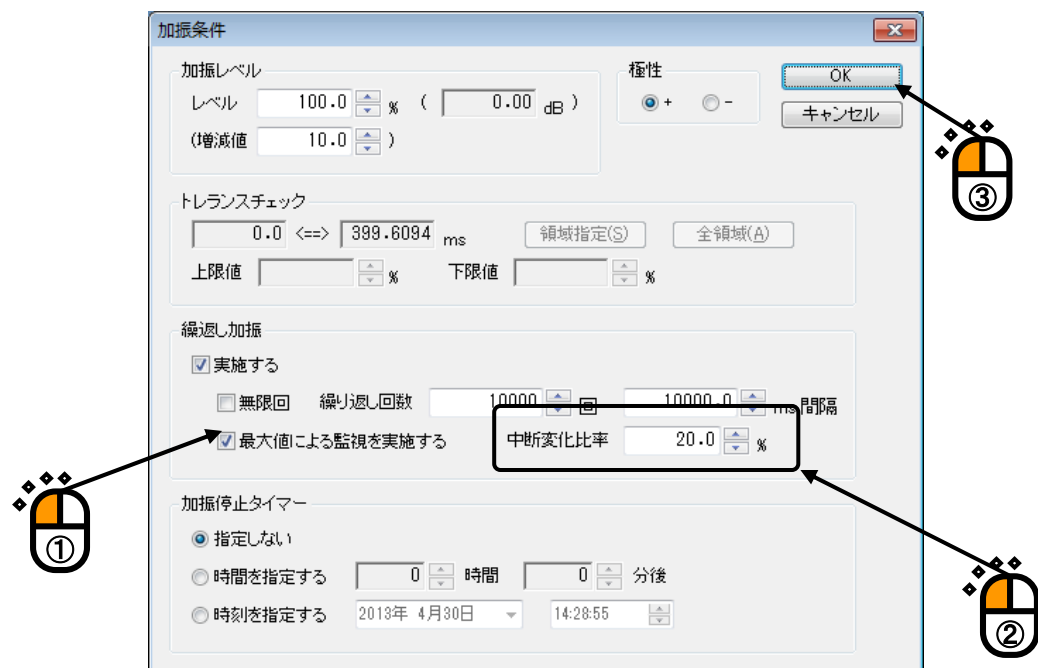 加振条件
加振レベル
レベル 100.0 % ( 0.00 dB )
(増減値 10.0 )
極性
+ -
OK
キャンセル
③
トレランスチェック
0.0 <==> 399.6094 ms 領域指定(S) 全領域(A)
上限値 % 下限値 %
繰返し加振
実施する
無限回 繰り返し回数 10000 回 10000.0 ms間隔
最大値による監視を実施する 中断変化比率 20.0 %
①
加振停止タイマー
指定しない
時間を指定する 0 時間 0 分後
時刻を指定する 2013年 4月30日 14:28:55
②